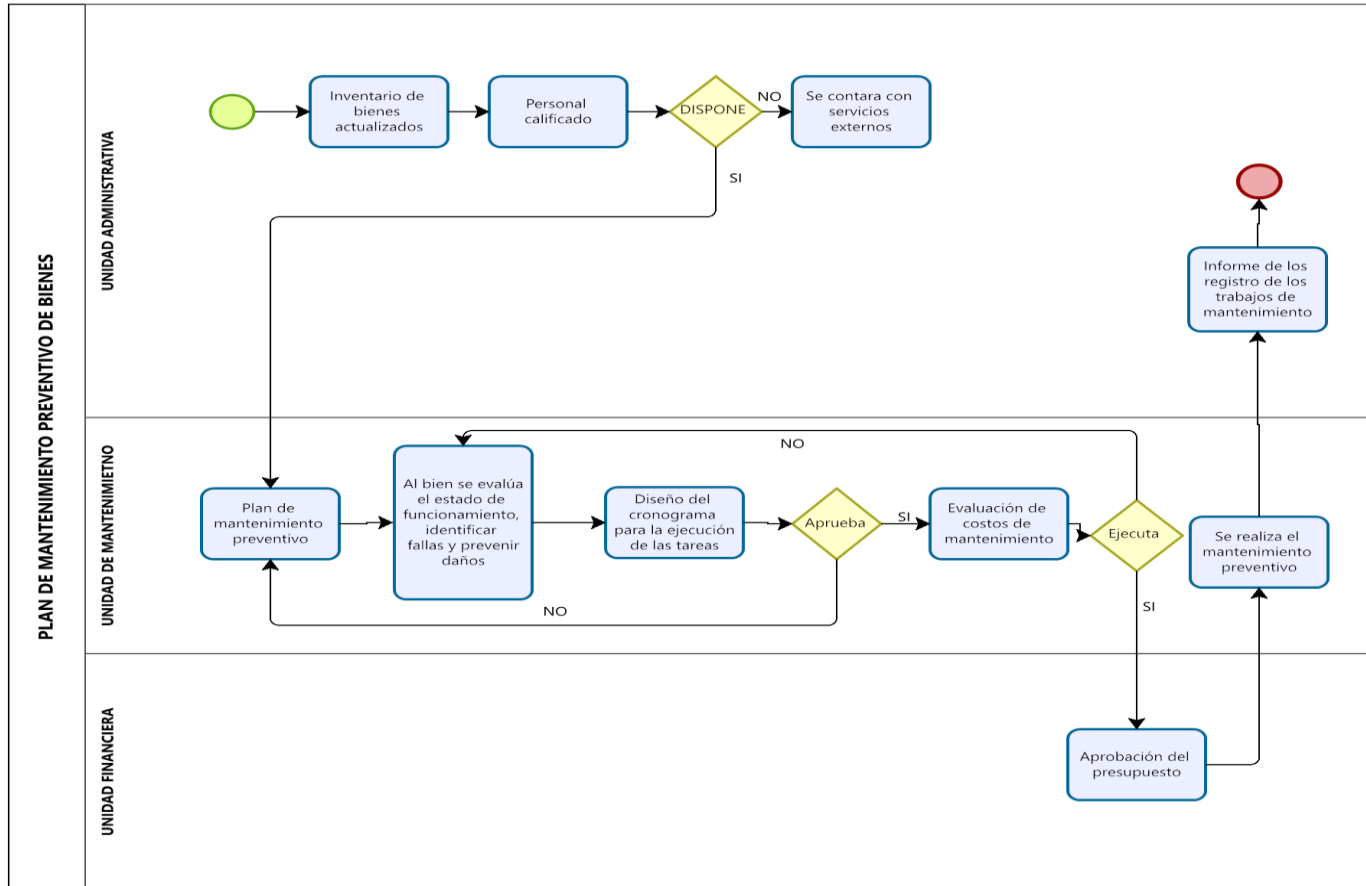 PLAN DE MANTENIMIENTO PREVENTIVO DE BIENES
UNIDAD ADMINISTRATIVA
Inventario de
bienes
actualizados
Personal
calificado
DISPONE
NO
Se contara con
servicios
externos
SI
Informe de los
registro de los
trabajos de
mantenimiento
UNIDAD DE MANTENIMIETNO
NO
Plan de
mantenimiento
preventivo
Al bien se evalúa
el estado de
funcionamiento,
identificar
fallas y prevenir
daños
Diseño del
cronograma
para la ejecución
de las tareas
Aprueba
SI
Evaluación de
costos de
mantenimiento
Ejecuta
Se realiza el
mantenimiento
preventivo
NO
SI
UNIDAD FINANCIERA
Aprobación del
presupuesto